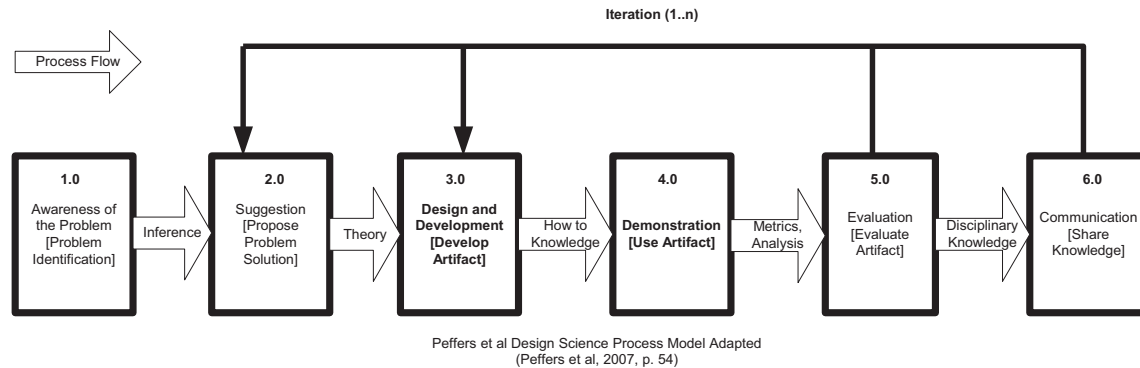 Iteration (1..n)
Process Flow
1.0
Awareness of
the Problem
[Problem
Identification]
Inference
2.0
Suggestion
[Propose
Problem
Solution]
Theory
3.0
Design and
Development
[Develop
Artifact]
How to
Knowledge
4.0
Demonstration
[Use Artifact]
Metrics,
Analysis
5.0
Evaluation
[Evaluate
Artifact]
Disciplinary
Knowledge
6.0
Communication
[Share
Knowledge]
Peffers et al Design Science Process Model Adapted
(Peffers et al, 2007, p. 54)